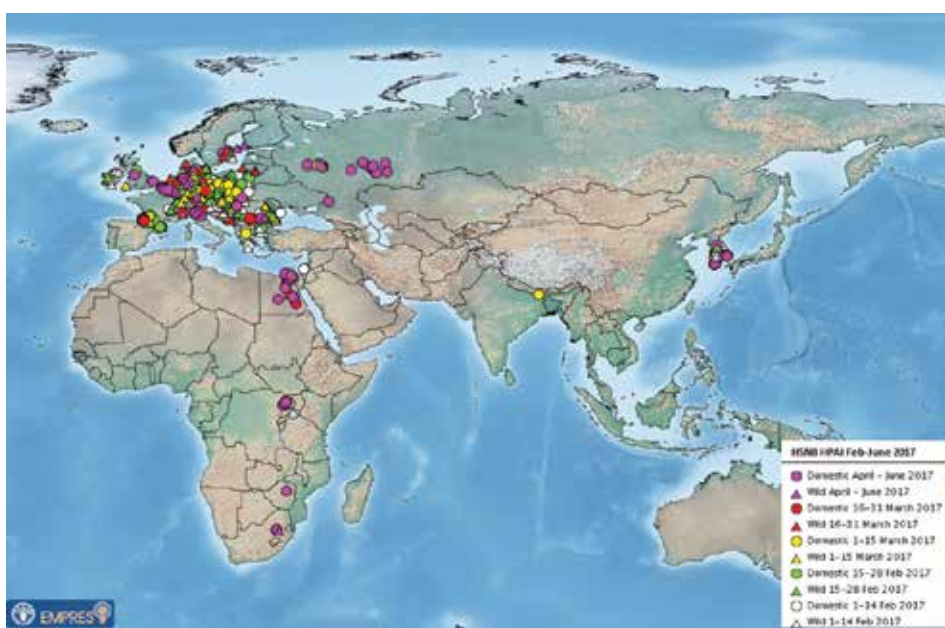 H5N8 HPAI Feb-June 2017
Domestic April - June 2017
Wild April - June 2017
Domestic 16-31 March 2017
Wild 16-31 March 2017
Domestic 1-15 March 2017
Wild 1-15 March 2017
Domestic 15-28 Feb 2017
Wild 15-28 Feb 2017
Domestic 1-14 Feb 2017
Wild 1-14 Feb 2017
EMPRES